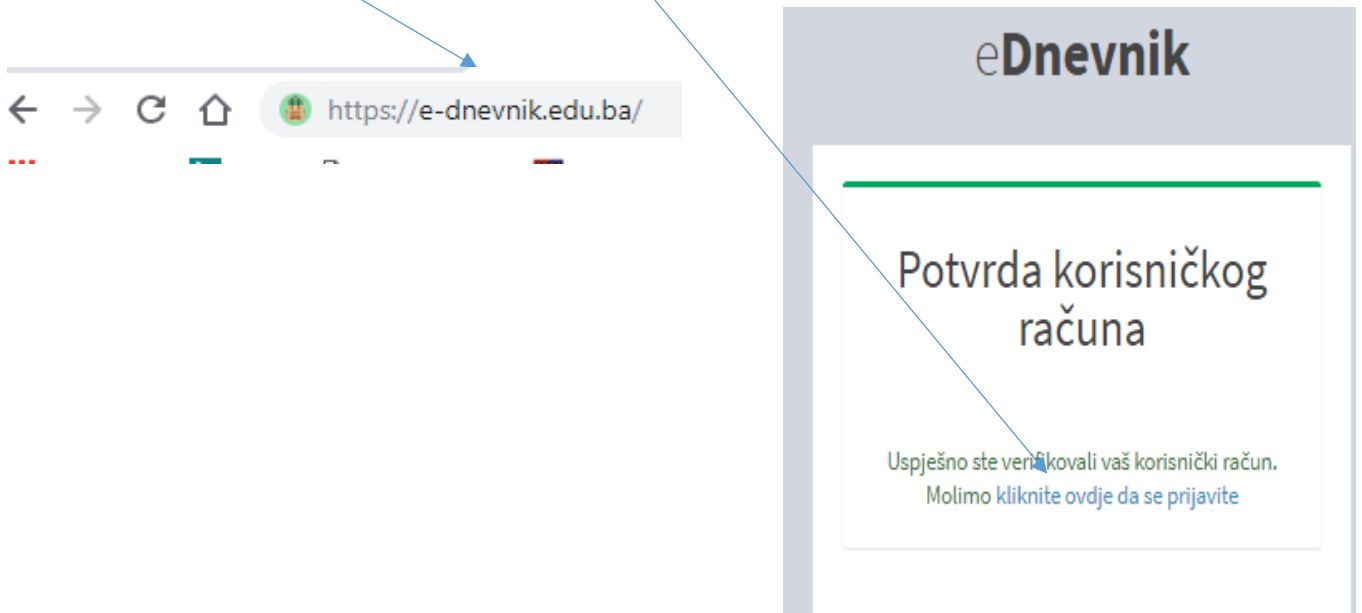 https://e-dnevnik.edu.ba/
eDnevnik
Potvrda korisničkog
računa
Uspješno ste verifikovali vaš korisnički račun.
Molimo kliknite ovdje da se prijavite